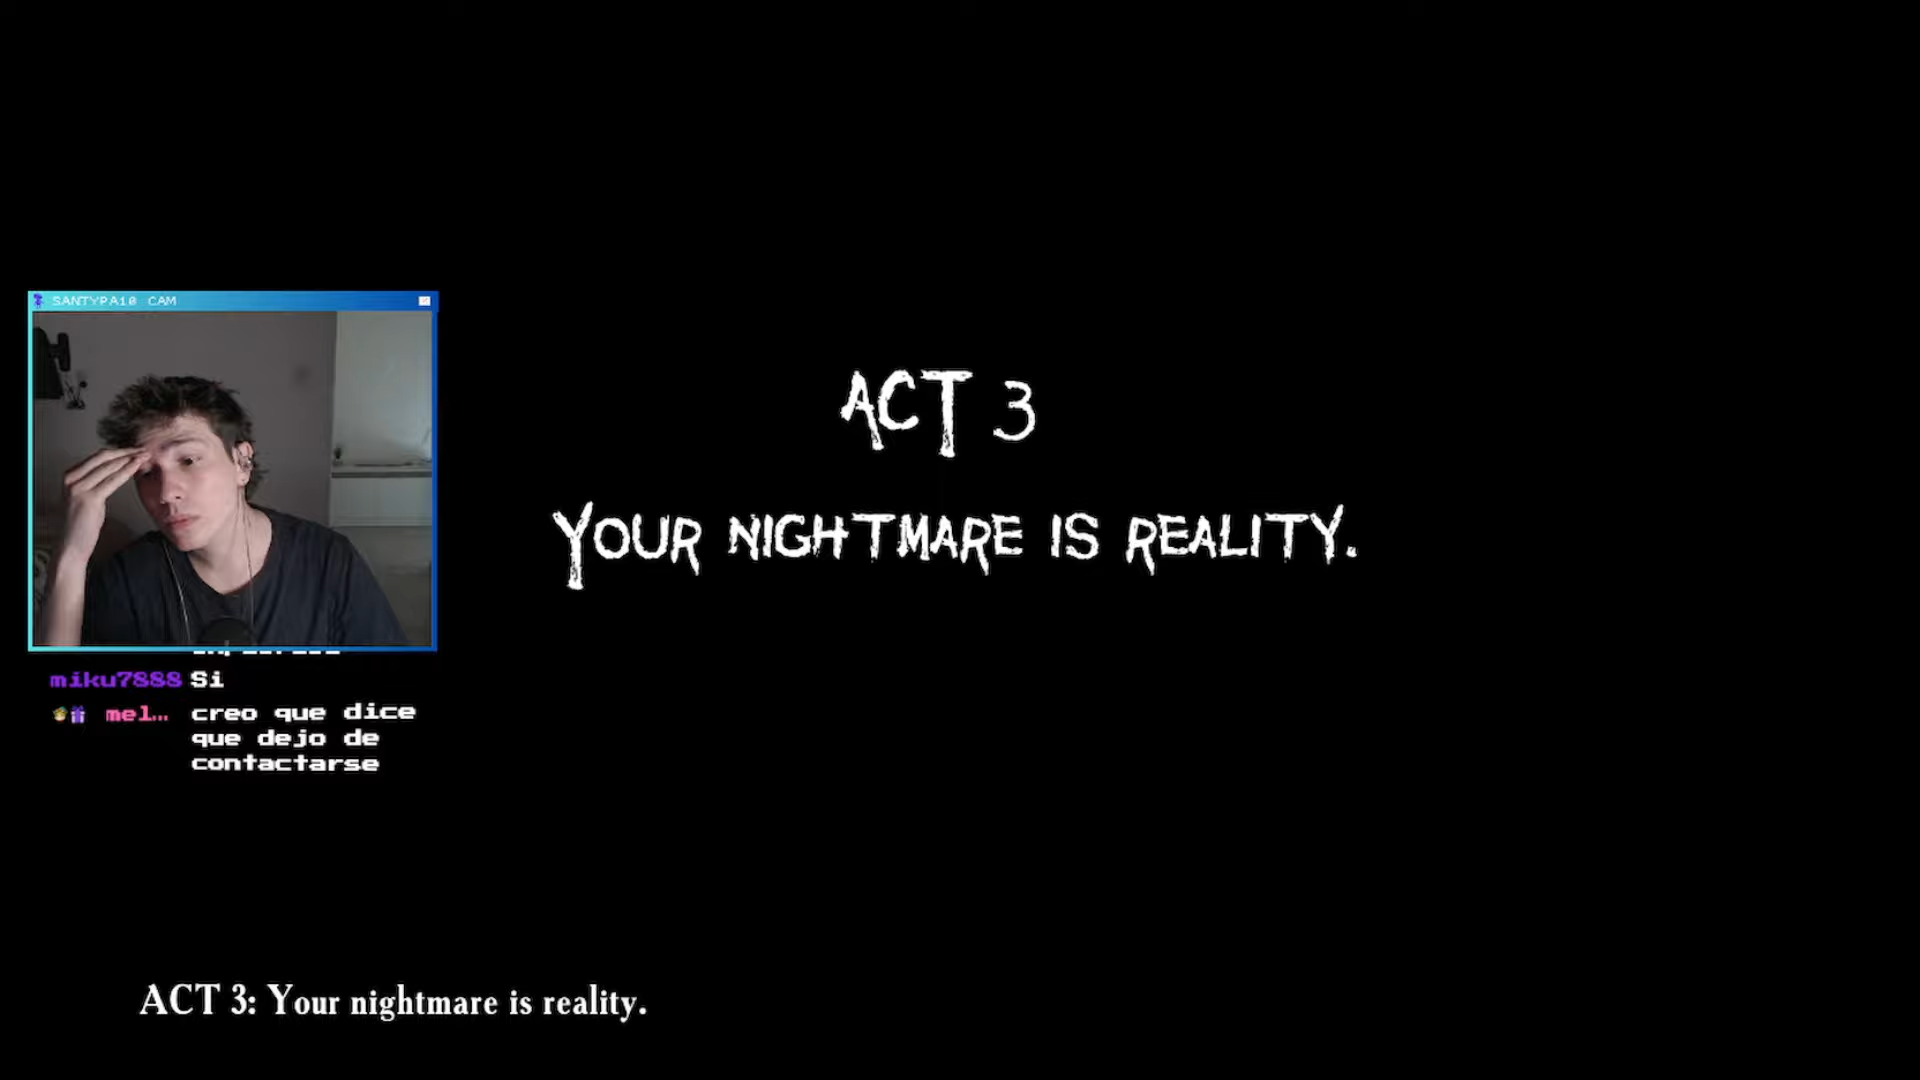 SANTYPA10 CAM
ACT 3
YOUR NIGHTMARE IS REALITY.
miku7888 Si
mel... creo que dice
que dejo de
contactarse
ACT 3: Your nightmare is reality.